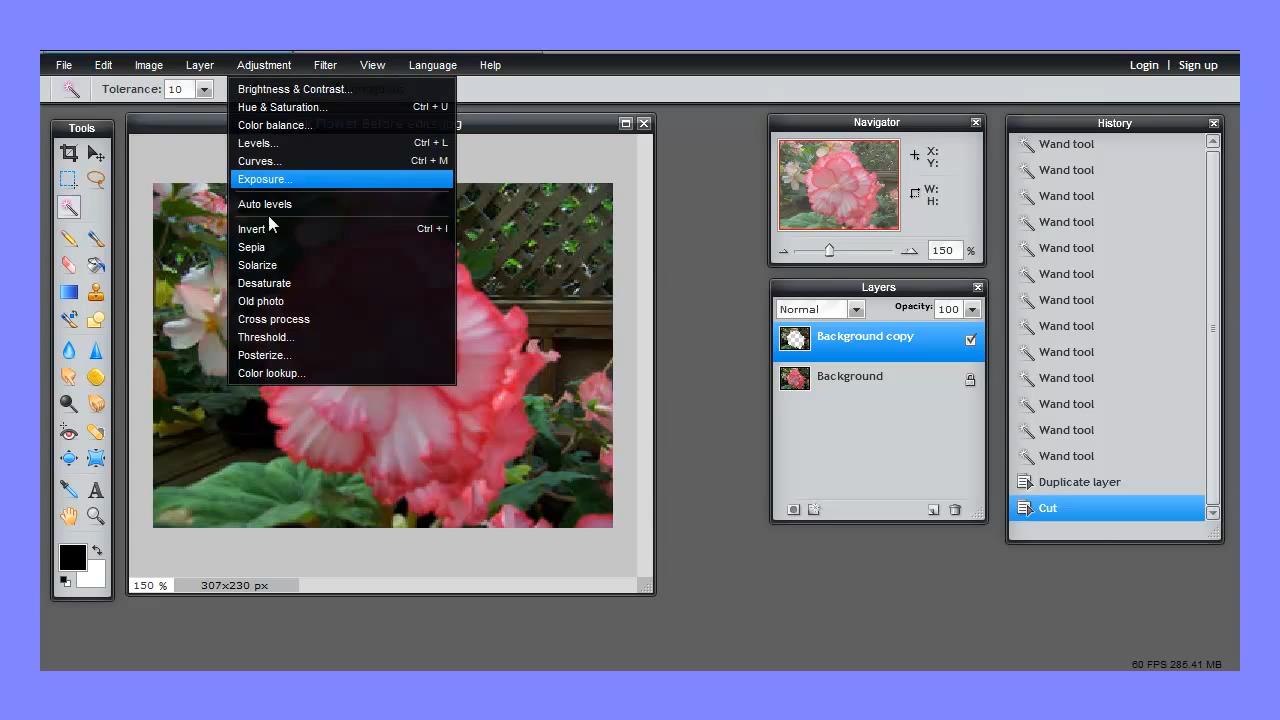 File Edit Image Layer Adjustment Filter View Language Help Login | Sign up
Tolerance: 10
Brightness & Contrast...
Hue & Saturation... Ctrl + U
Color balance...
Levels... Ctrl + L
Curves... Ctrl + M
Exposure...
Auto levels
Invert Ctrl + I
Sepia
Solarize
Desaturate
Old photo
Cross process
Threshold...
Posterize...
Color lookup...
Tools
150 % 307x230 px
Navigator
X:
Y:
W:
H:
150 %
Layers
Normal Opacity: 100
Background copy
Background
History
Wand tool
Wand tool
Wand tool
Wand tool
Wand tool
Wand tool
Wand tool
Wand tool
Wand tool
Wand tool
Wand tool
Wand tool
Wand tool
Duplicate layer
Cut
60 FPS 285.41 MB